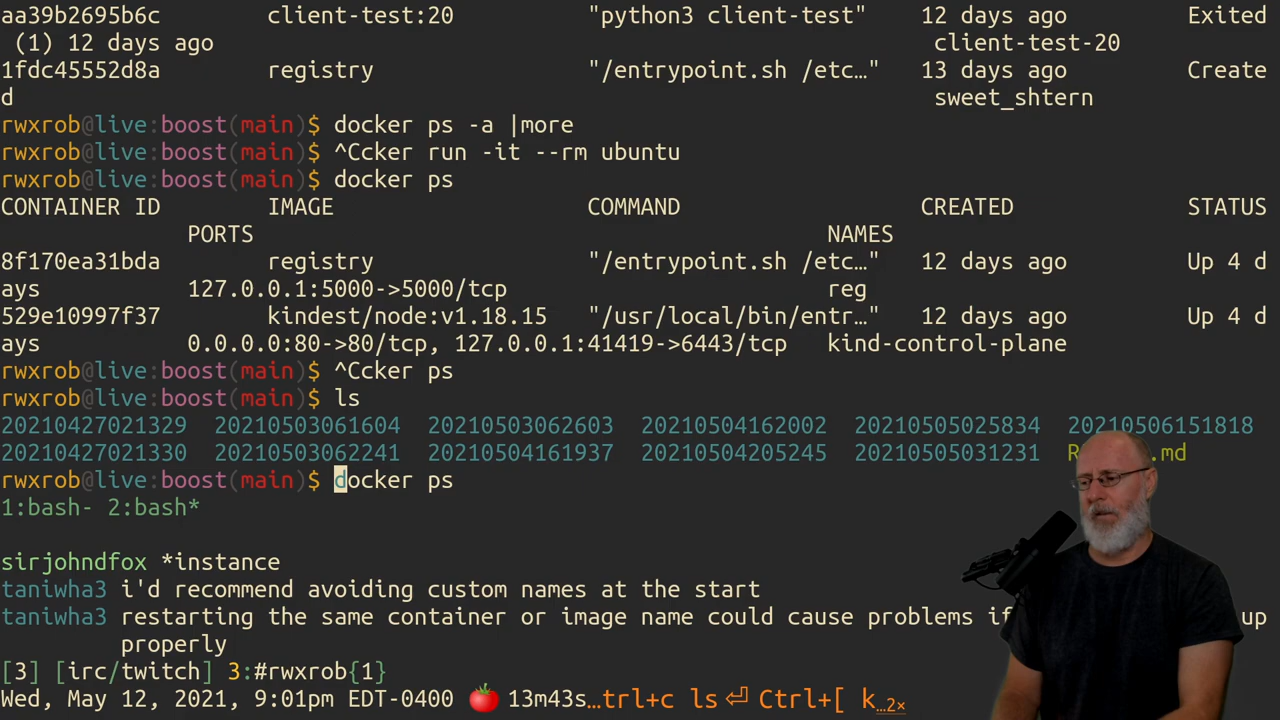 aa39b2695b6c        client-test:20          "python3 client-test"    12 days ago         Exited
 (1) 12 days ago                                                      client-test-20
1fdc45552d8a        registry                "/entrypoint.sh /etc…"   13 days ago         Create
d                                                                     sweet_shtern
rwxrob@live:boost(main)$ docker ps -a |more
rwxrob@live:boost(main)$ ^Ccker run -it --rm ubuntu
rwxrob@live:boost(main)$ docker ps
CONTAINER ID        IMAGE                   COMMAND                  CREATED             STATUS
              PORTS                                           NAMES
8f170ea31bda        registry                "/entrypoint.sh /etc…"   12 days ago         Up 4 d
ays           127.0.0.1:5000->5000/tcp                        reg
529e10997f37        kindest/node:v1.18.15   "/usr/local/bin/entr…"   12 days ago         Up 4 d
ays           0.0.0.0:80->80/tcp, 127.0.0.1:41419->6443/tcp   kind-control-plane
rwxrob@live:boost(main)$ ^Ccker ps
rwxrob@live:boost(main)$ ls
20210427021329  20210503061604  20210503062603  20210504162002  20210505025834  20210506151818
20210427021330  20210503062241  20210504161937  20210504205245  20210505031231  R .md
rwxrob@live:boost(main)$ docker ps
1:bash- 2:bash*
sirjohndfox *instance
taniwha3 i'd recommend avoiding custom names at the start
taniwha3 restarting the same container or image name could cause problems if up
properly
[3] [irc/twitch] 3:#rwxrob{1}
Wed, May 12, 2021, 9:01pm EDT-0400 🍅 13m43s…trl+c ls⏎ Ctrl+[ k…2×